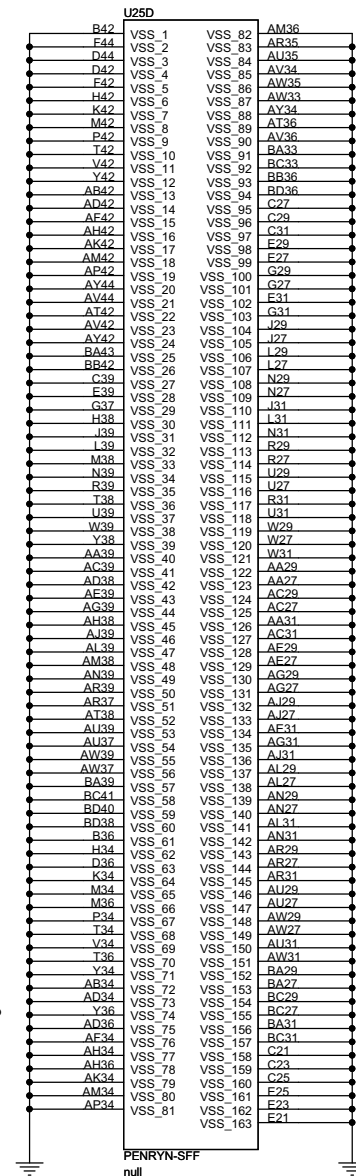 U25D
B42 VSS_1 VSS_82 AM36
F44 VSS_2 VSS_83 AR35
D44 VSS_3 VSS_84 AU35
D42 VSS_4 VSS_85 AV34
F42 VSS_5 VSS_86 AW35
H42 VSS_6 VSS_87 AW33
K42 VSS_7 VSS_88 AY34
M42 VSS_8 VSS_89 AT36
P42 VSS_9 VSS_90 AV36
T42 VSS_10 VSS_91 BA33
V42 VSS_11 VSS_92 BC33
Y42 VSS_12 VSS_93 BB36
AB42 VSS_13 VSS_94 BD36
AD42 VSS_14 VSS_95 C27
AF42 VSS_15 VSS_96 C29
AH42 VSS_16 VSS_97 C31
AK42 VSS_17 VSS_98 E29
AM42 VSS_18 VSS_99 E27
AP42 VSS_19 VSS_100 G29
AY44 VSS_20 VSS_101 G27
AV44 VSS_21 VSS_102 E31
AT42 VSS_22 VSS_103 G31
AV42 VSS_23 VSS_104 J29
AY42 VSS_24 VSS_105 J27
BA43 VSS_25 VSS_106 L29
BB42 VSS_26 VSS_107 L27
C39 VSS_27 VSS_108 N29
E39 VSS_28 VSS_109 N27
G37 VSS_29 VSS_110 J31
H38 VSS_30 VSS_111 L31
J39 VSS_31 VSS_112 N31
L39 VSS_32 VSS_113 R29
M38 VSS_33 VSS_114 R27
N39 VSS_34 VSS_115 U29
R39 VSS_35 VSS_116 U27
T38 VSS_36 VSS_117 R31
U39 VSS_37 VSS_118 U31
W39 VSS_38 VSS_119 W29
Y38 VSS_39 VSS_120 W27
AA39 VSS_40 VSS_121 W31
AC39 VSS_41 VSS_122 AA29
AD38 VSS_42 VSS_123 AA27
AE39 VSS_43 VSS_124 AC29
AG39 VSS_44 VSS_125 AC27
AH38 VSS_45 VSS_126 AA31
AJ39 VSS_46 VSS_127 AC31
AL39 VSS_47 VSS_128 AE29
AM38 VSS_48 VSS_129 AE27
AN39 VSS_49 VSS_130 AG29
AR39 VSS_50 VSS_131 AG27
AR37 VSS_51 VSS_132 AJ29
AT38 VSS_52 VSS_133 AJ27
AU39 VSS_53 VSS_134 AE31
AU37 VSS_54 VSS_135 AG31
AW39 VSS_55 VSS_136 AJ31
AW37 VSS_56 VSS_137 AL29
BA39 VSS_57 VSS_138 AL27
BC41 VSS_58 VSS_139 AN29
BD40 VSS_59 VSS_140 AN27
BD38 VSS_60 VSS_141 AL31
B36 VSS_61 VSS_142 AN31
H34 VSS_62 VSS_143 AR29
D36 VSS_63 VSS_144 AR27
K34 VSS_64 VSS_145 AR31
M34 VSS_65 VSS_146 AU29
M36 VSS_66 VSS_147 AU27
P34 VSS_67 VSS_148 AW29
T34 VSS_68 VSS_149 AW27
V34 VSS_69 VSS_150 AU31
T36 VSS_70 VSS_151 AW31
Y34 VSS_71 VSS_152 BA29
AB34 VSS_72 VSS_153 BA27
AD34 VSS_73 VSS_154 BC29
Y36 VSS_74 VSS_155 BC27
AD36 VSS_75 VSS_156 BA31
AF34 VSS_76 VSS_157 BC31
AH34 VSS_77 VSS_158 C21
AH36 VSS_78 VSS_159 C23
AK34 VSS_79 VSS_160 C25
AM34 VSS_80 VSS_161 E25
AP34 VSS_81 VSS_162 E23
VSS_163 E21
PENRYN-SFF
null